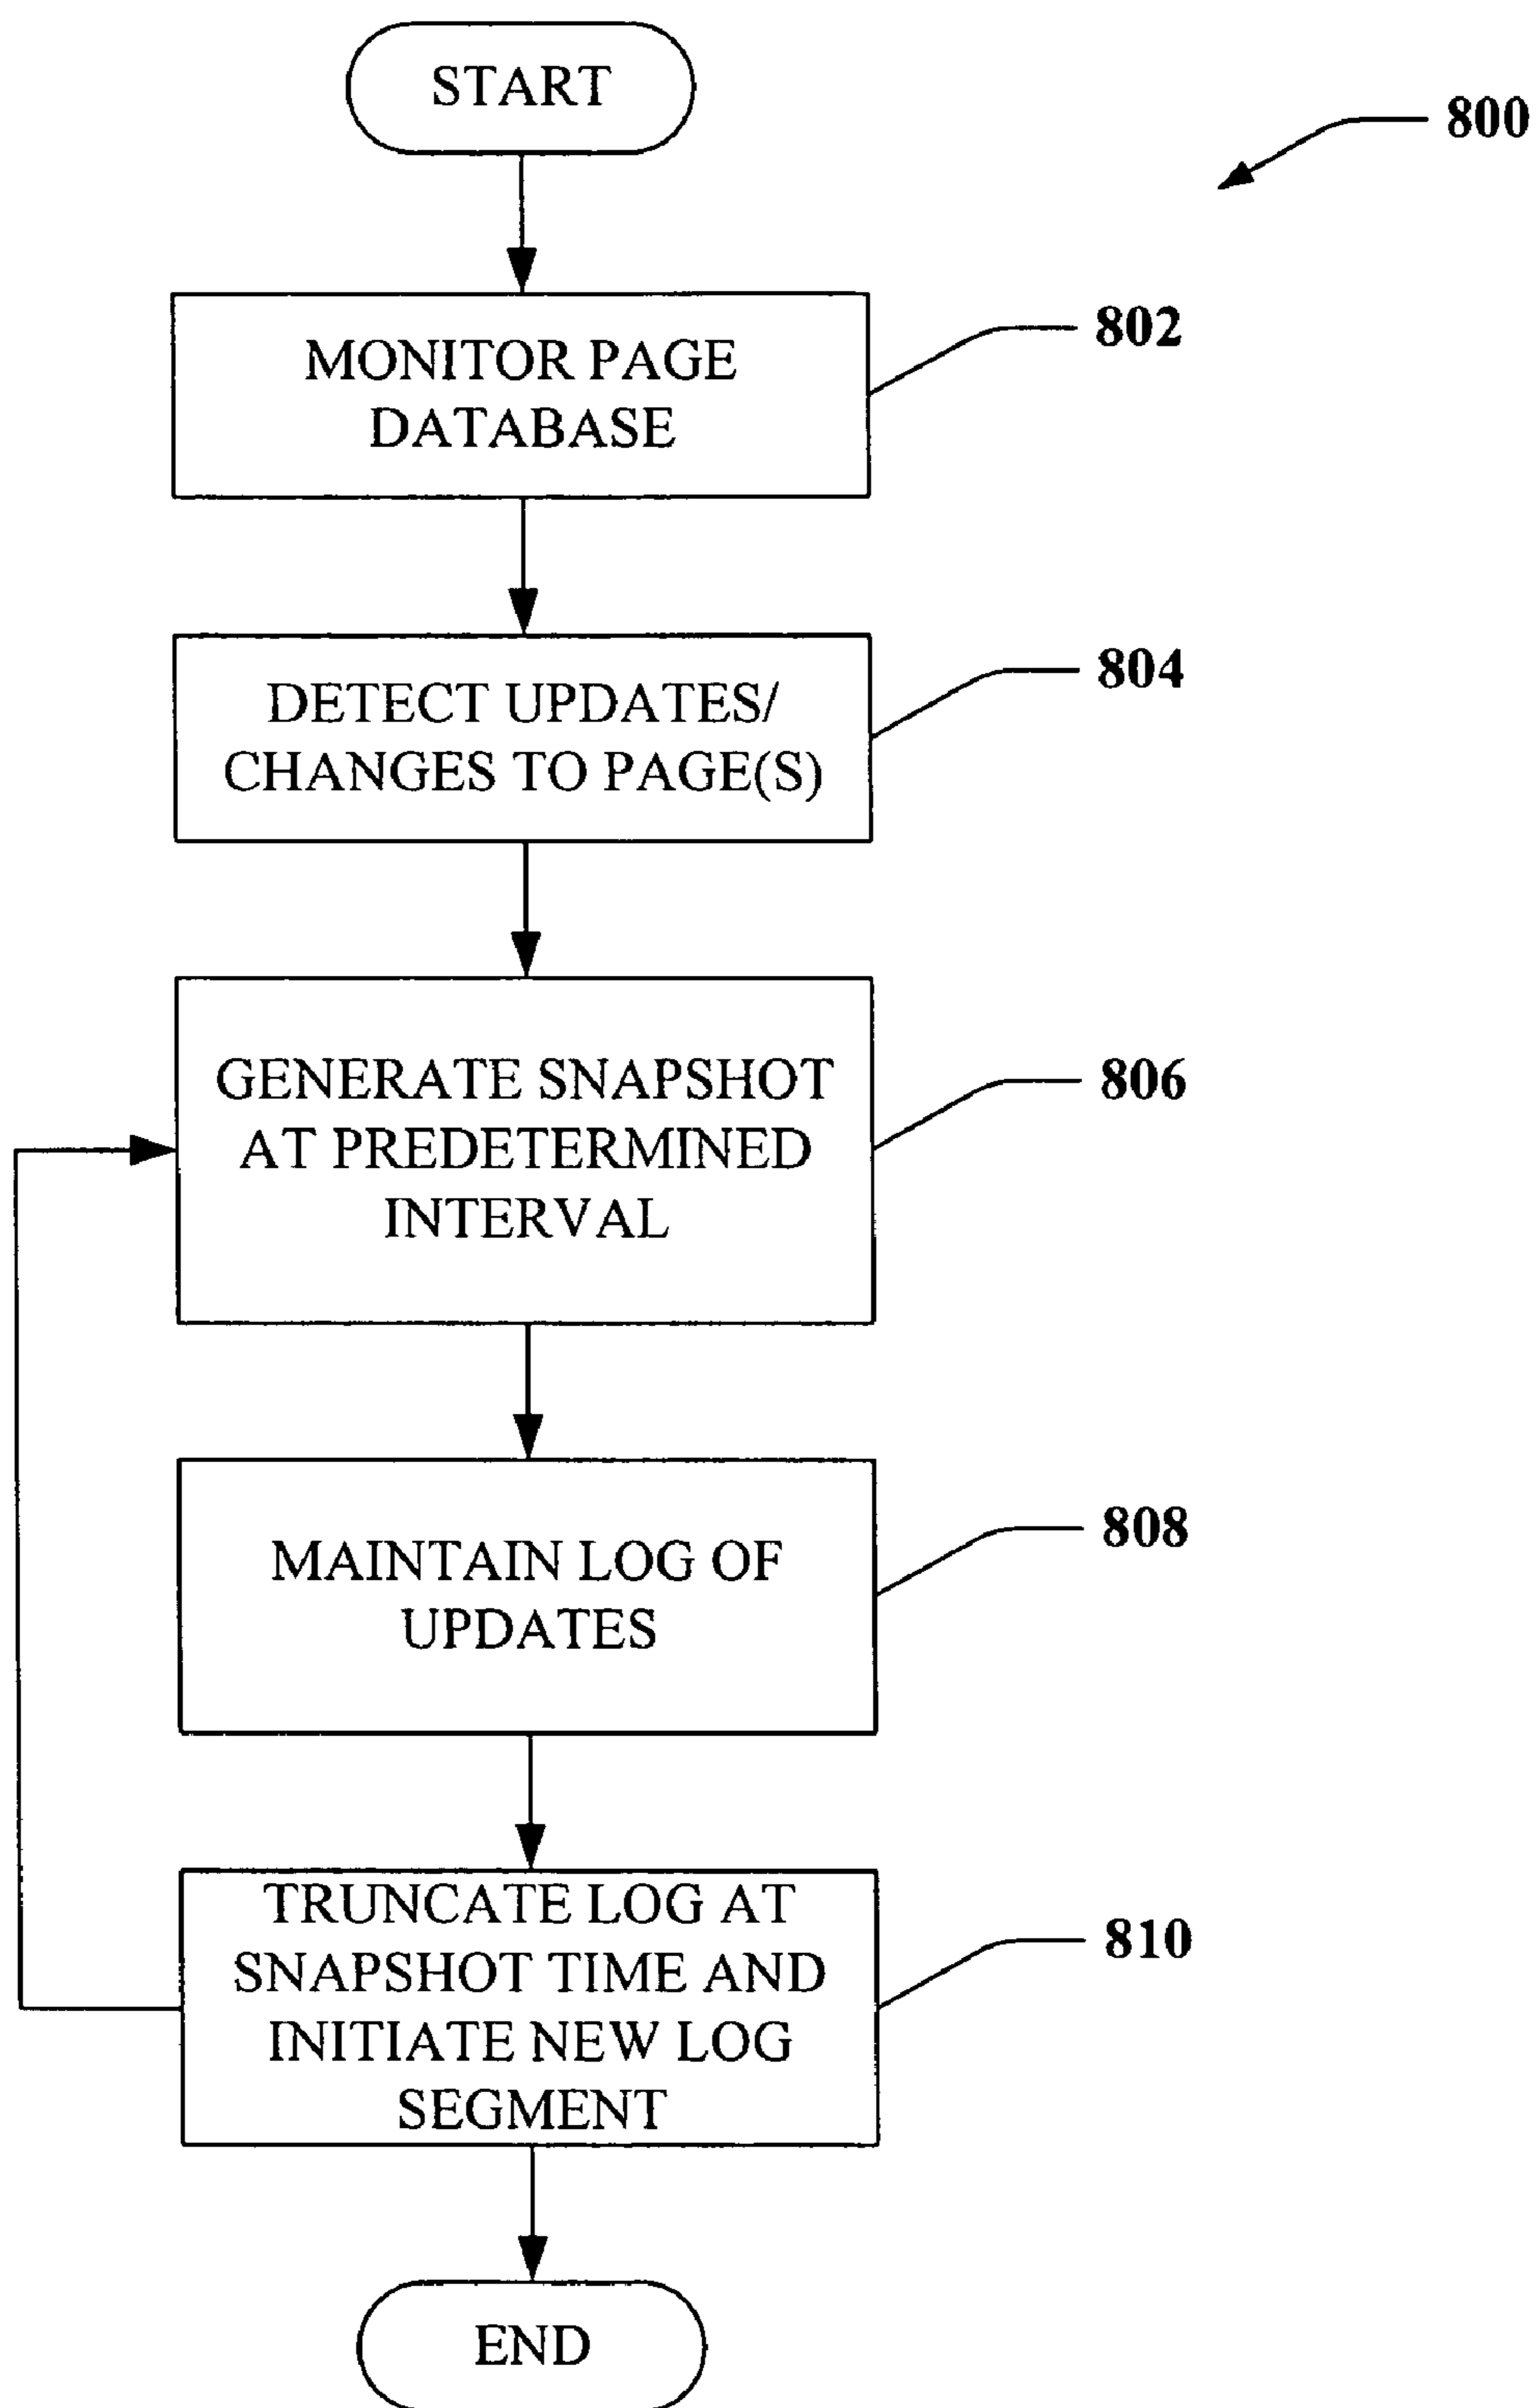 START
800
MONITOR PAGE
DATABASE
802
DETECT UPDATES/
CHANGES TO PAGE(S)
804
GENERATE SNAPSHOT
AT PREDETERMINED
INTERVAL
806
MAINTAIN LOG OF
UPDATES
808
TRUNCATE LOG AT
SNAPSHOT TIME AND
INITIATE NEW LOG
SEGMENT
810
END